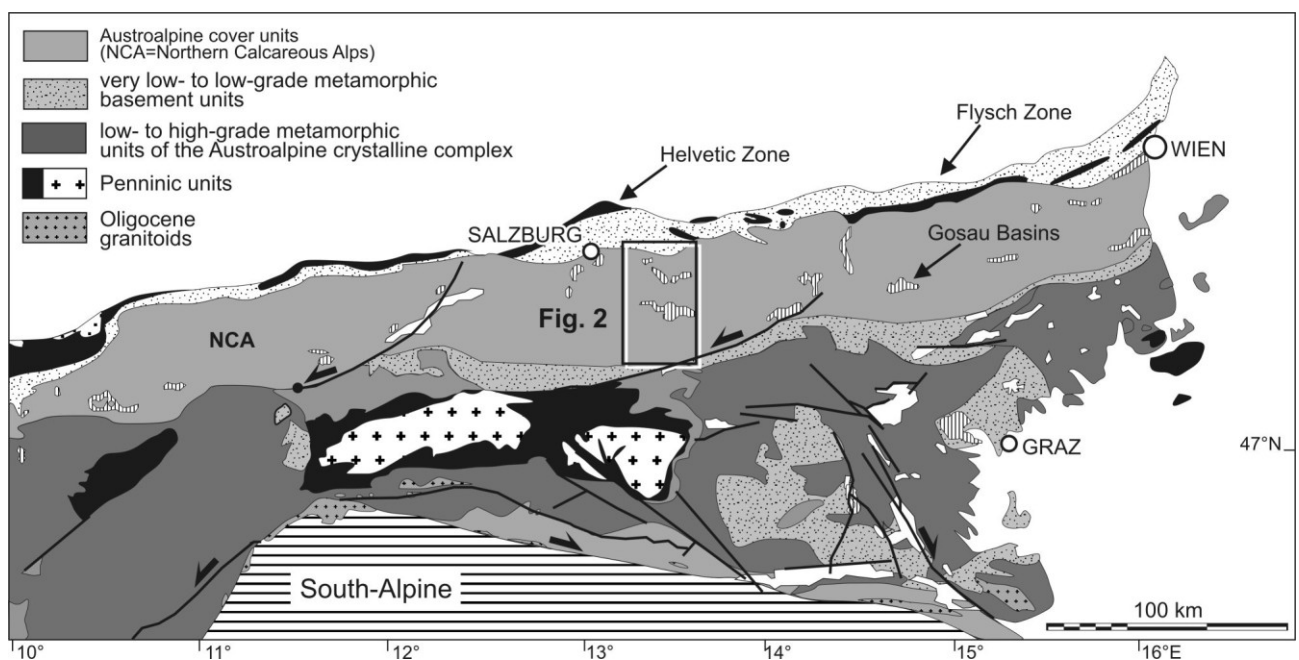 Austroalpine cover units
(NCA=Northern Calcareous Alps)
very low- to low-grade metamorphic
basement units
low- to high-grade metamorphic
units of the Austroalpine crystalline complex
Penninic units
Oligocene
granitoids
Flysch Zone
Helvetic Zone
WIEN
SALZBURG
Gosau Basins
Fig. 2
NCA
47°N
GRAZ
South-Alpine
100 km
10° 11° 12° 13° 14° 15° 16°E